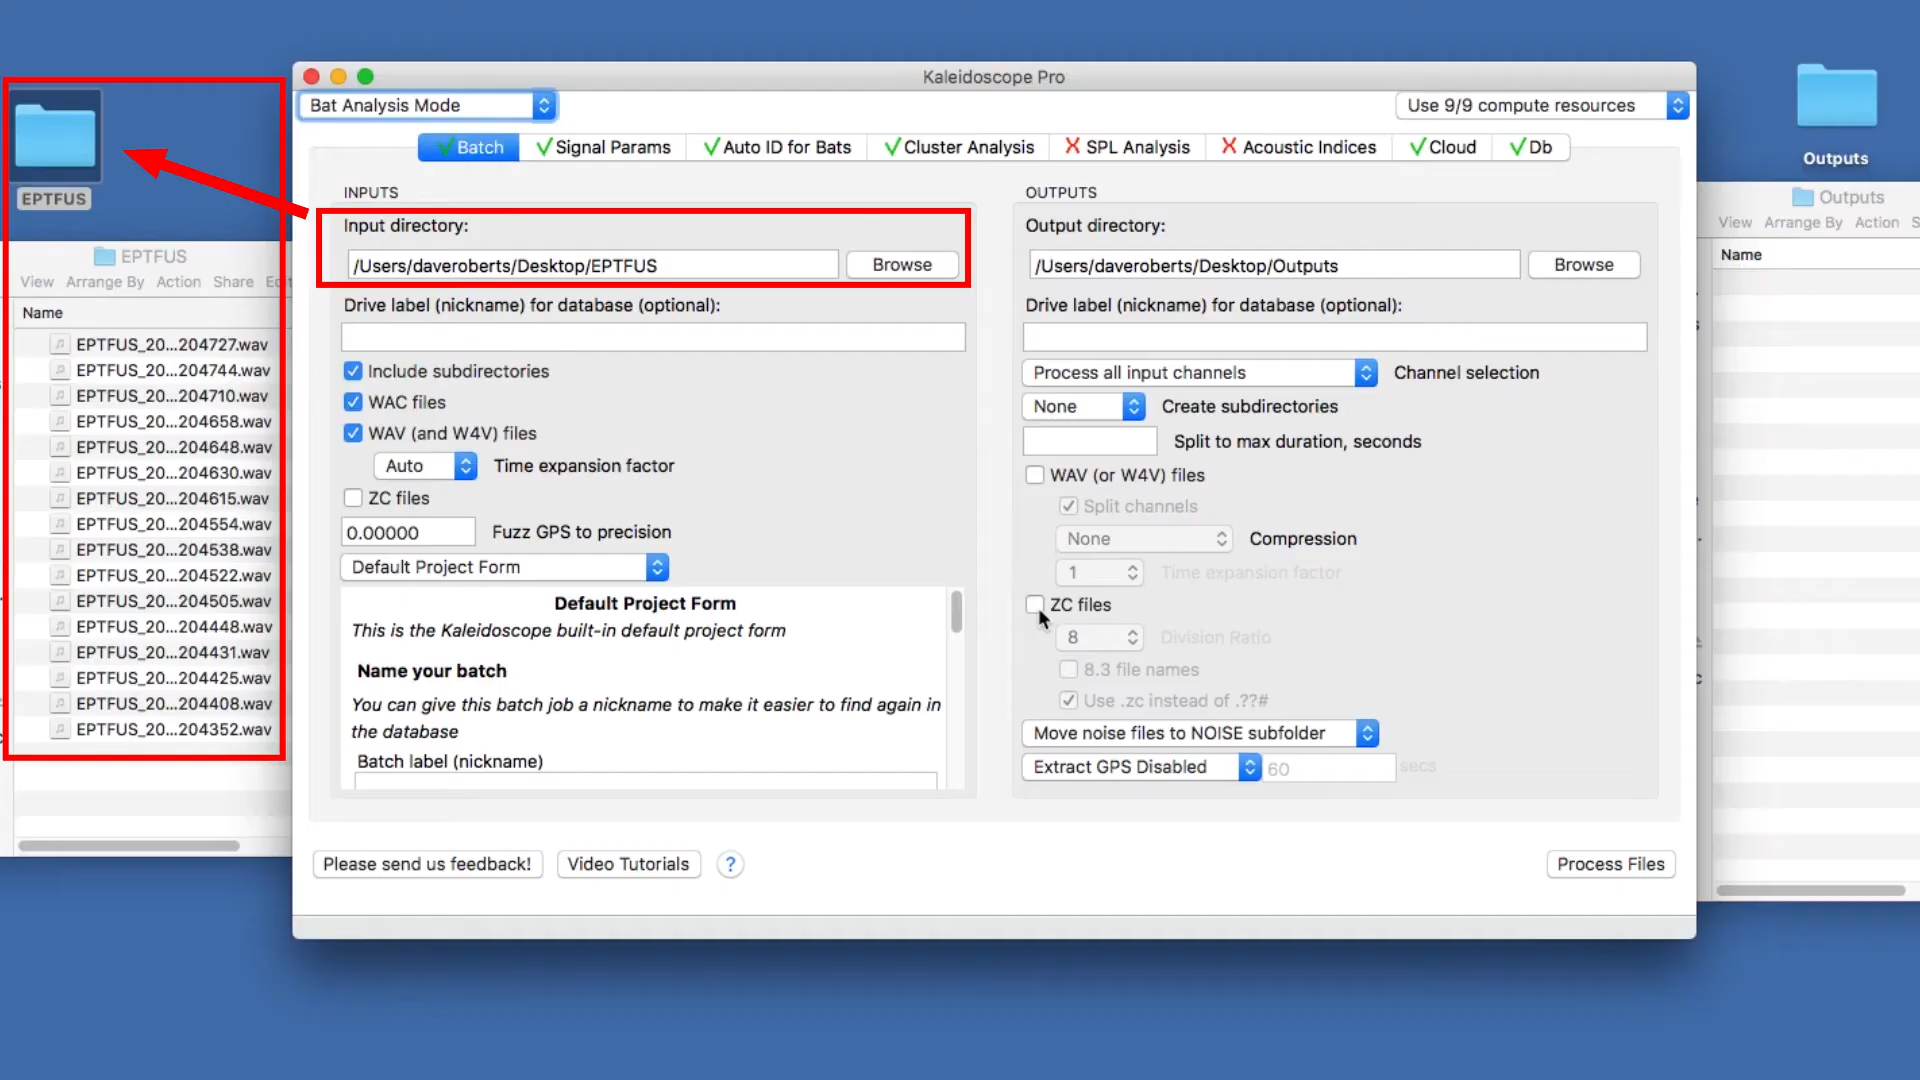 Kaleidoscope Pro
Bat Analysis Mode
Use 9/9 compute resources
Batch
Signal Params
Auto ID for Bats
Cluster Analysis
SPL Analysis
Acoustic Indices
Cloud
Db
INPUTS
Input directory:
/Users/daveroberts/Desktop/EPTFUS
Browse
Drive label (nickname) for database (optional):
Include subdirectories
WAC files
WAV (and W4V) files
Auto
Time expansion factor
ZC files
0.00000
Fuzz GPS to precision
Default Project Form
Default Project Form
This is the Kaleidoscope built-in default project form
Name your batch
You can give this batch job a nickname to make it easier to find again in
the database
Batch label (nickname)
OUTPUTS
Output directory:
/Users/daveroberts/Desktop/Outputs
Browse
Drive label (nickname) for database (optional):
Process all input channels
Channel selection
None
Create subdirectories
Split to max duration, seconds
WAV (or W4V) files
Split channels
None
Compression
1
Time expansion factor
ZC files
8
Division Ratio
8.3 file names
Use .zc instead of .??#
Move noise files to NOISE subfolder
Extract GPS Disabled
60
secs
Please send us feedback!
Video Tutorials
?
Process Files
EPTFUS
EPTFUS
View
Arrange By
Action
Share
Name
EPTFUS_20...204727.wav
EPTFUS_20...204744.wav
EPTFUS_20...204710.wav
EPTFUS_20...204658.wav
EPTFUS_20...204648.wav
EPTFUS_20...204630.wav
EPTFUS_20...204615.wav
EPTFUS_20...204554.wav
EPTFUS_20...204538.wav
EPTFUS_20...204522.wav
EPTFUS_20...204505.wav
EPTFUS_20...204448.wav
EPTFUS_20...204431.wav
EPTFUS_20...204425.wav
EPTFUS_20...204408.wav
EPTFUS_20...204352.wav
Outputs
Outputs
View
Arrange By
Action
Name